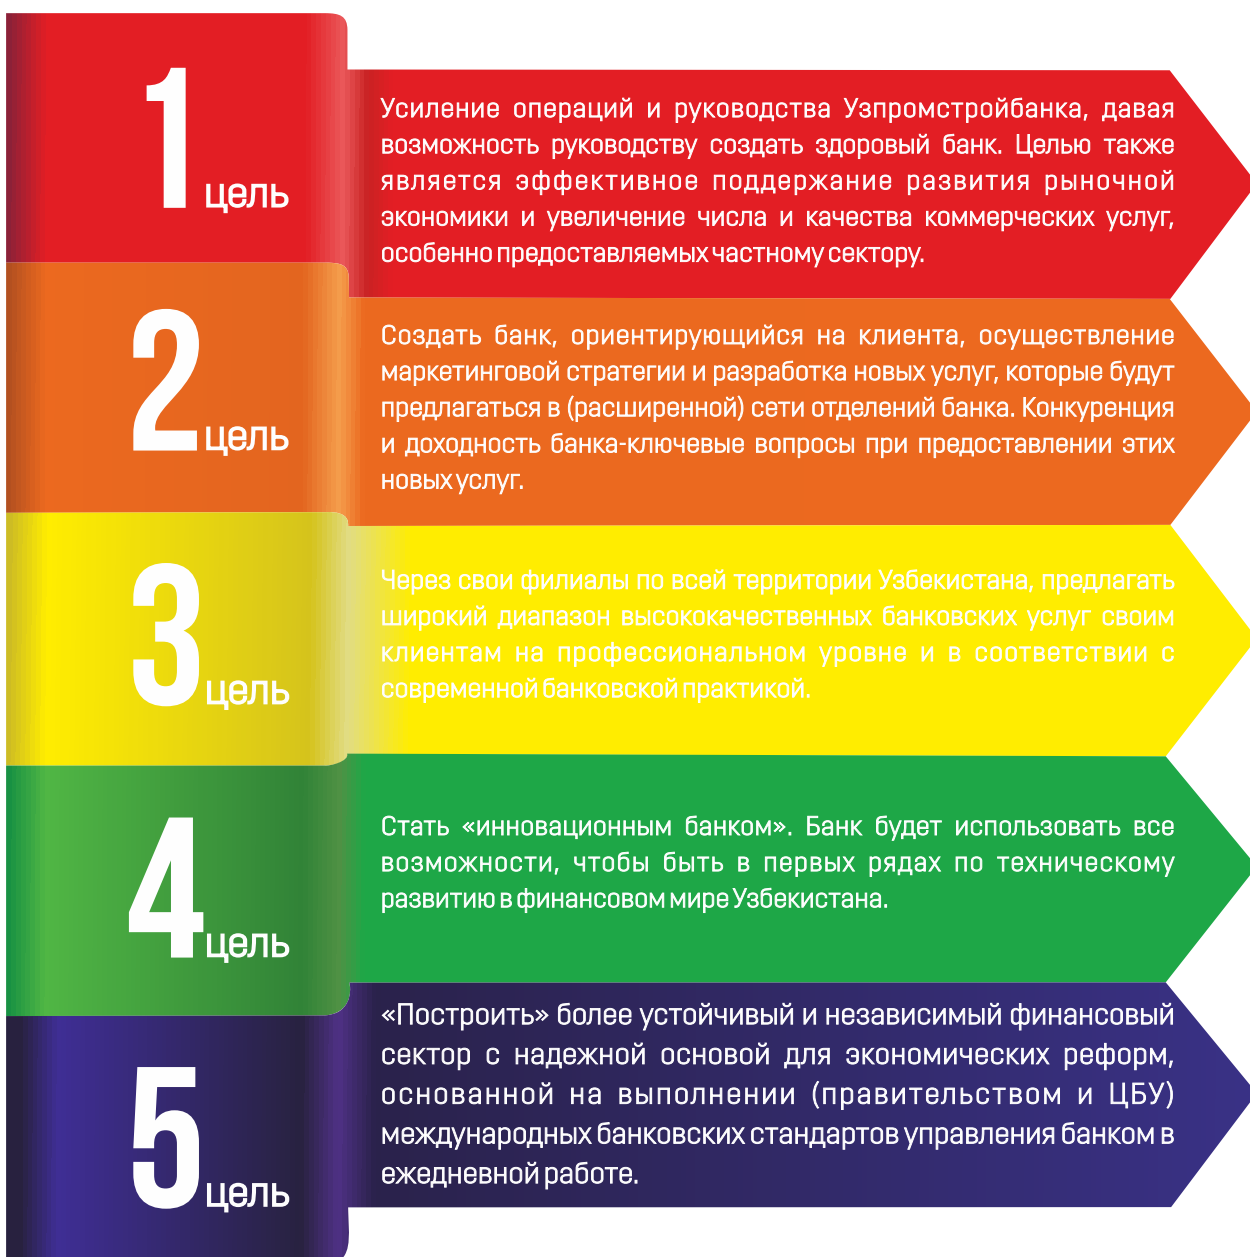 1 цель
Усиление операций и руководства Узпромстройбанка, давая
возможность руководству создать здоровый банк. Целью также
является эффективное поддержание развития рыночной
экономики и увеличение числа и качества коммерческих услуг,
особенно предоставляемых частному сектору.
2 цель
Создать банк, ориентирующийся на клиента, осуществление
маркетинговой стратегии и разработка новых услуг, которые будут
предлагаться в (расширенной) сети отделений банка. Конкуренция
и доходность банка-ключевые вопросы при предоставлении этих
новых услуг.
3 цель
Через свои филиалы по всей территории Узбекистана, предлагать
широкий диапазон высококачественных банковских услуг своим
клиентам на профессиональном уровне и в соответствии с
современной банковской практикой.
4 цель
Стать «инновационным банком». Банк будет использовать все
возможности, чтобы быть в первых рядах по техническому
развитию в финансовом мире Узбекистана.
5 цель
«Построить» более устойчивый и независимый финансовый
сектор с надежной основой для экономических реформ,
основанной на выполнении (правительством и ЦБУ)
международных банковских стандартов управления банком в
ежедневной работе.